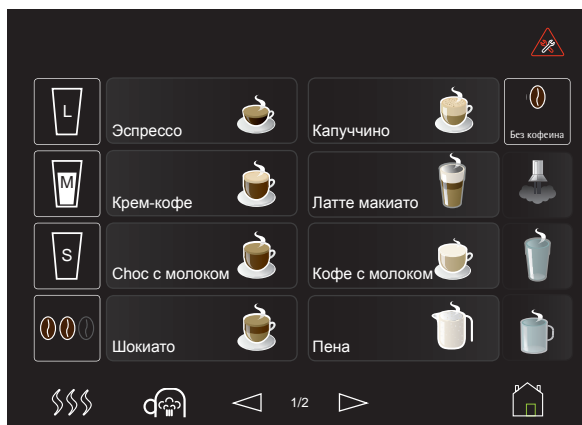 L
Эспрессо
Капуччино
Без кофеина
M
Крем-кофе
Латте макиато
S
Choc с молоком
Кофе с молоком
Шокиато
Пена
1/2